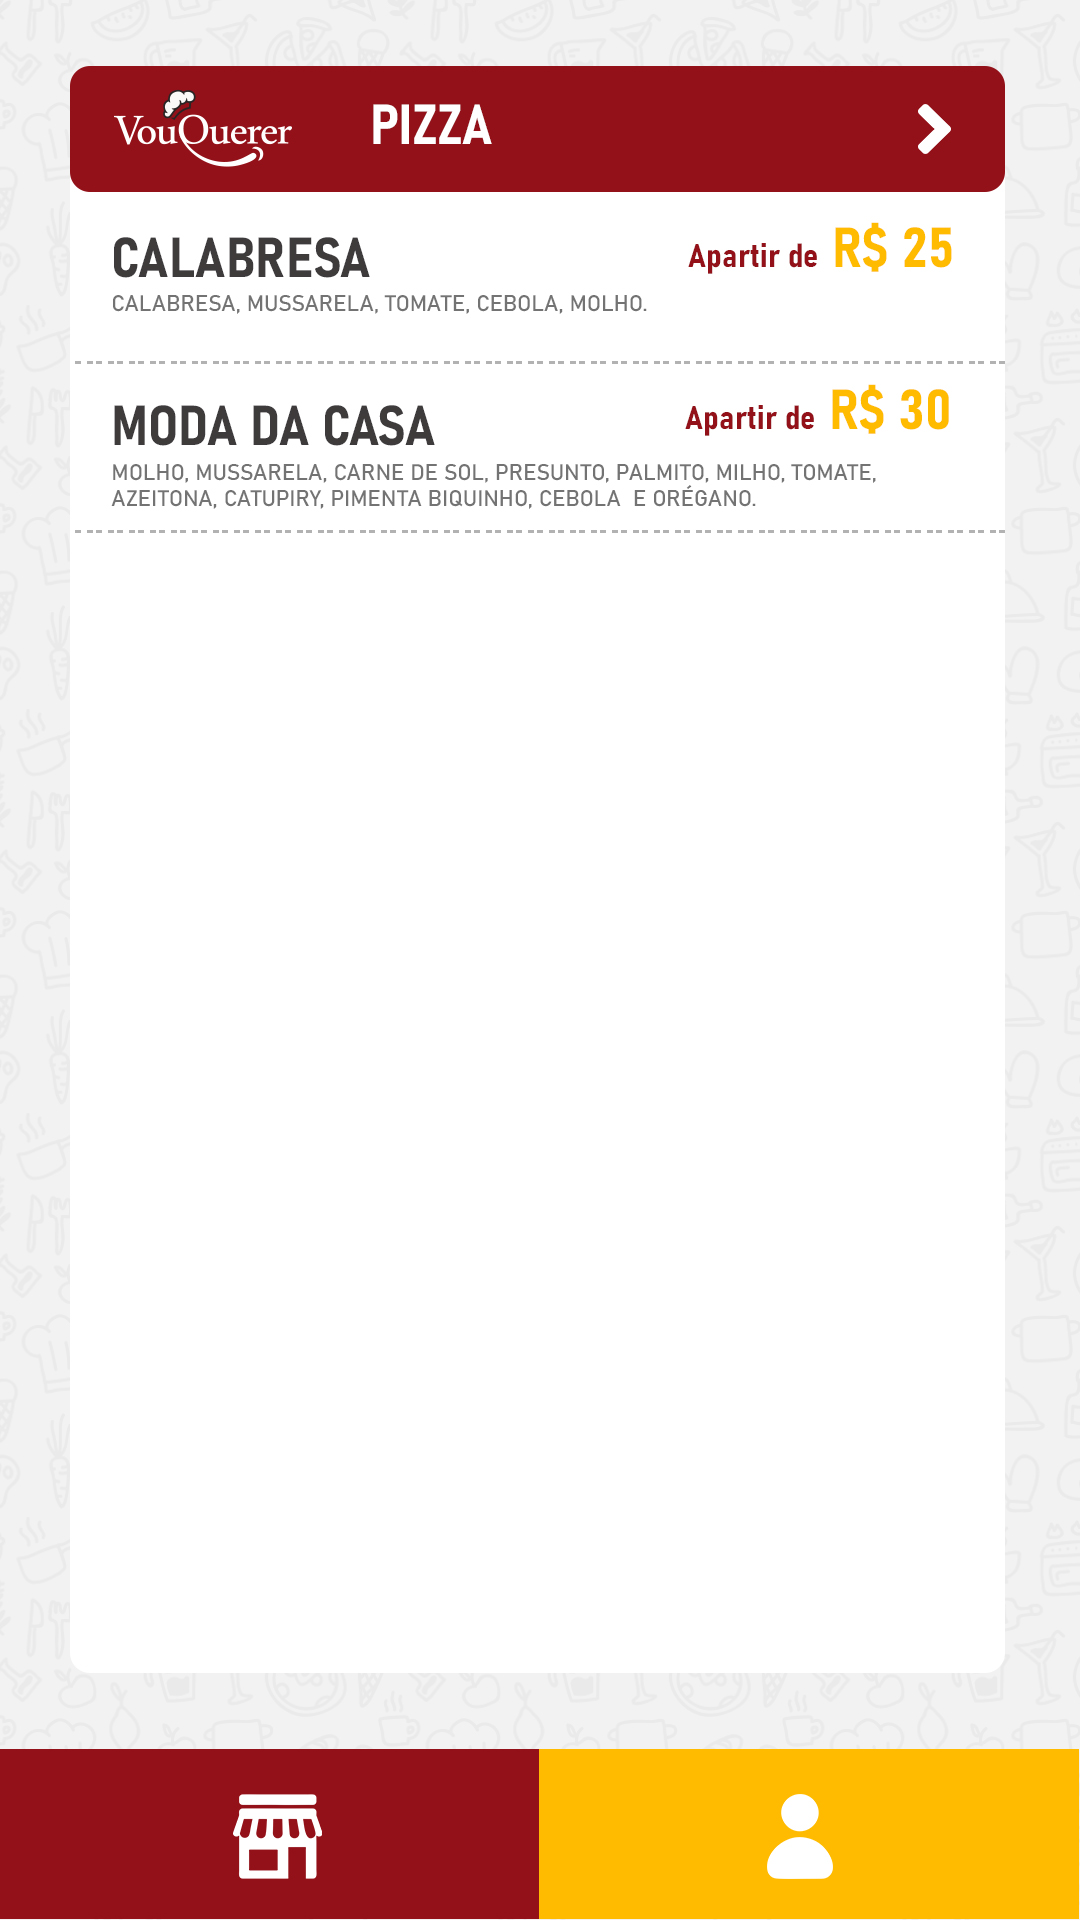 VouQuerer
PIZZA
CALABRESA
Apartir de R$ 25
CALABRESA, MUSSARELA, TOMATE, CEBOLA, MOLHO.
MODA DA CASA
Apartir de R$ 30
MOLHO, MUSSARELA, CARNE DE SOL, PRESUNTO, PALMITO, MILHO, TOMATE,
AZEITONA, CATUPIRY, PIMENTA BIQUINHO, CEBOLA  E ORÉGANO.